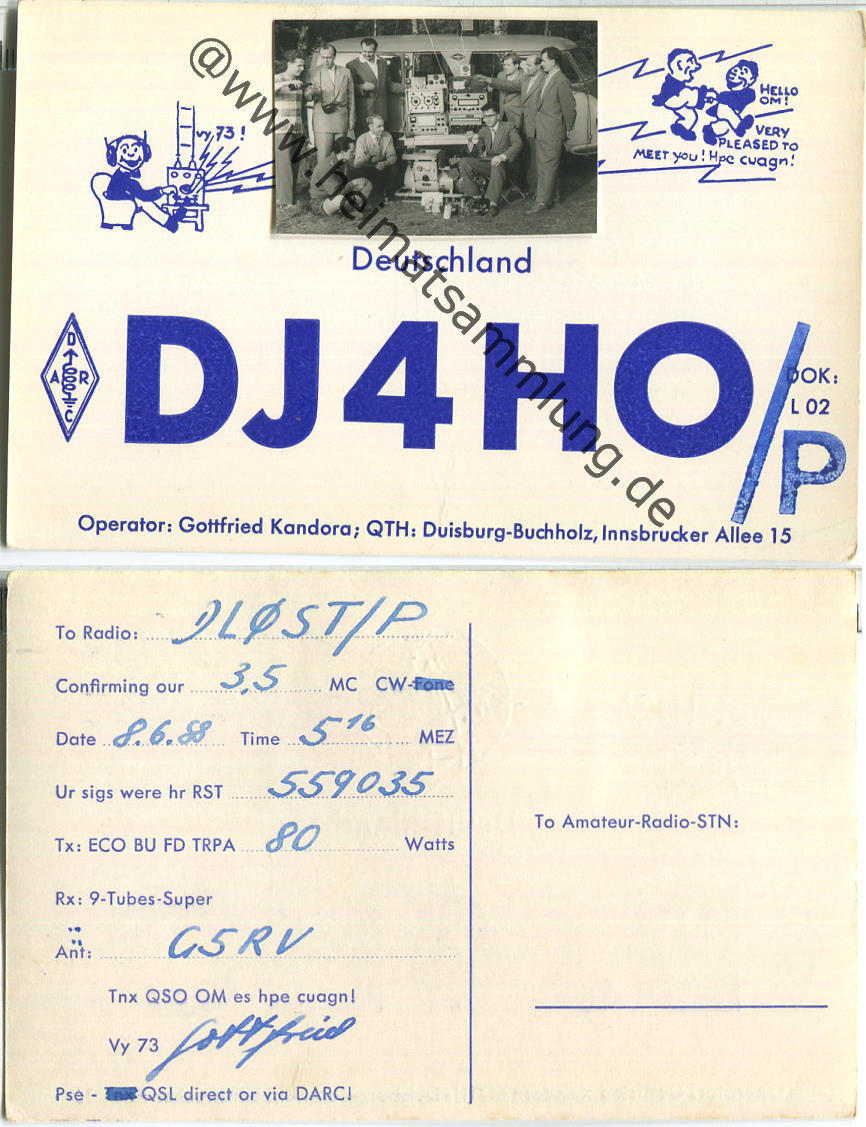 @www.heimatsammlung.de
vy 73!
HELLO
OM!
VERY
PLEASED TO
MEET YOU! Hpe cuagn!
Deutschland
DARC
DJ4HO/P
DOK:
L 02
Operator: Gottfried Kandora; QTH: Duisburg-Buchholz, Innsbrucker Allee 15
To Radio: DLØST/P
Confirming our 3,5 MC CW-Fone
Date 8.6.58 Time 5 16 MEZ
Ur sigs were hr RST 559035
Tx: ECO BU FD TRPA 80 Watts
Rx: 9-Tubes-Super
Änt: G5RV
Tnx QSO OM es hpe cuagn!
Vy 73 Gottfried
Pse - Tnx QSL direct or via DARC!
To Amateur-Radio-STN: